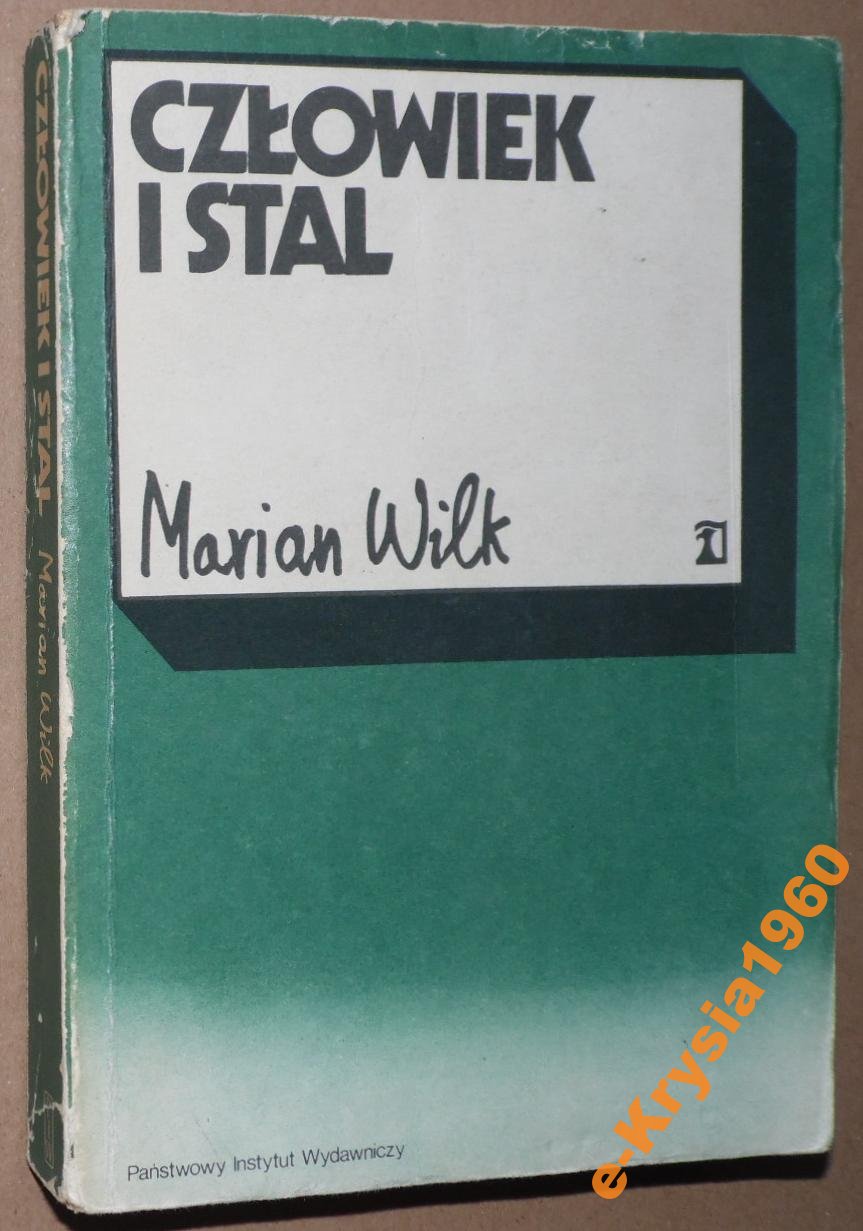 CZŁOWIEK
I STAL
Marian Wilk
Państwowy Instytut Wydawniczy
CZŁOWIEK I STAL Marian Wilk
e-Krysia1960